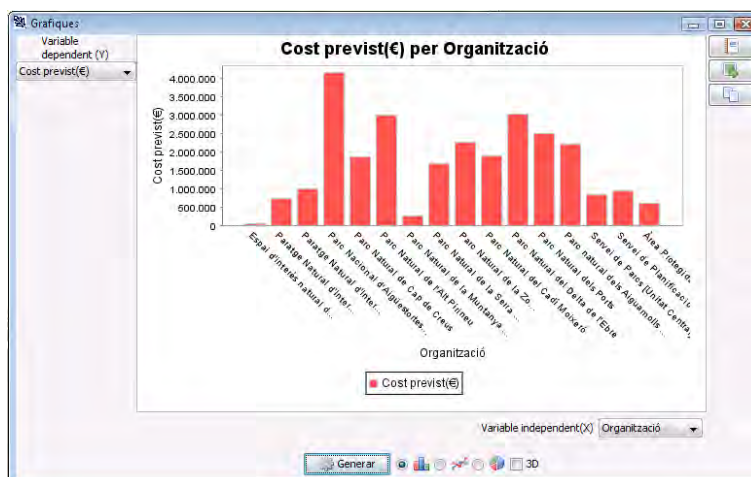 Gràfiques
Variable
dependent (Y)
Cost previst(€)
Cost previst(€) per Organització
Cost previst(€)
4.000.000
3.500.000
3.000.000
2.500.000
2.000.000
1.500.000
1.000.000
500.000
0
Espai d'interès natural d...
Paratge Natural d'Inter...
Paratge Natural d'Inter...
Parc Nacional d'Aigüestortes...
Parc Natural de Cap de Creus
Parc Natural de l'Alt Pirineu
Parc Natural de la Muntanya...
Parc Natural de la Serra...
Parc Natural de la Zo...
Parc Natural del Cadí Moixeró
Parc Natural del Delta de l'Ebre
Parc Natural dels Ports
Parc natural dels Aiguamolls...
Servei de Parcs (Unitat Central
Servei de Planificació
Àrea Protegid
Organització
Cost previst(€)
Variable independent(X)
Organització
Generar
3D